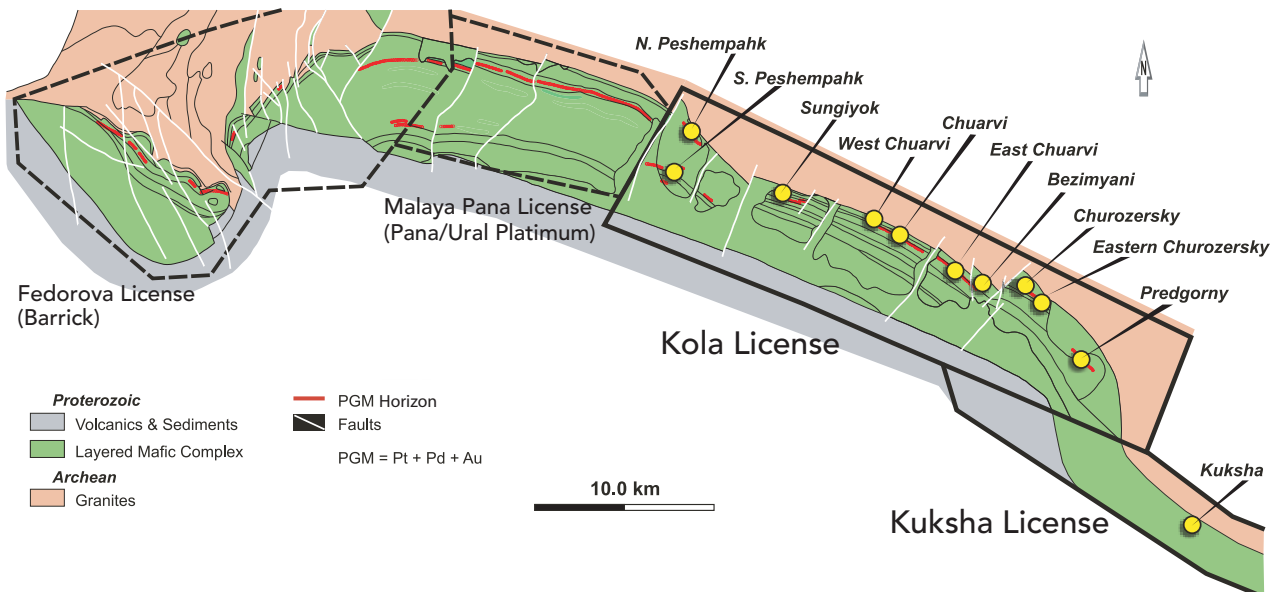 N. Peshempahk
S. Peshempahk
Sungiyok
West Chuarvi
Chuarvi
East Chuarvi
Bezimyani
Churozersky
Eastern Churozersky
Predgorny
N
Malaya Pana License
(Pana/Ural Platimum)
Fedorova License
(Barrick)
Kola License
Kuksha
Kuksha License
Proterozoic
Volcanics & Sediments
Layered Mafic Complex
Archean
Granites
PGM Horizon
Faults
PGM = Pt + Pd + Au
10.0 km